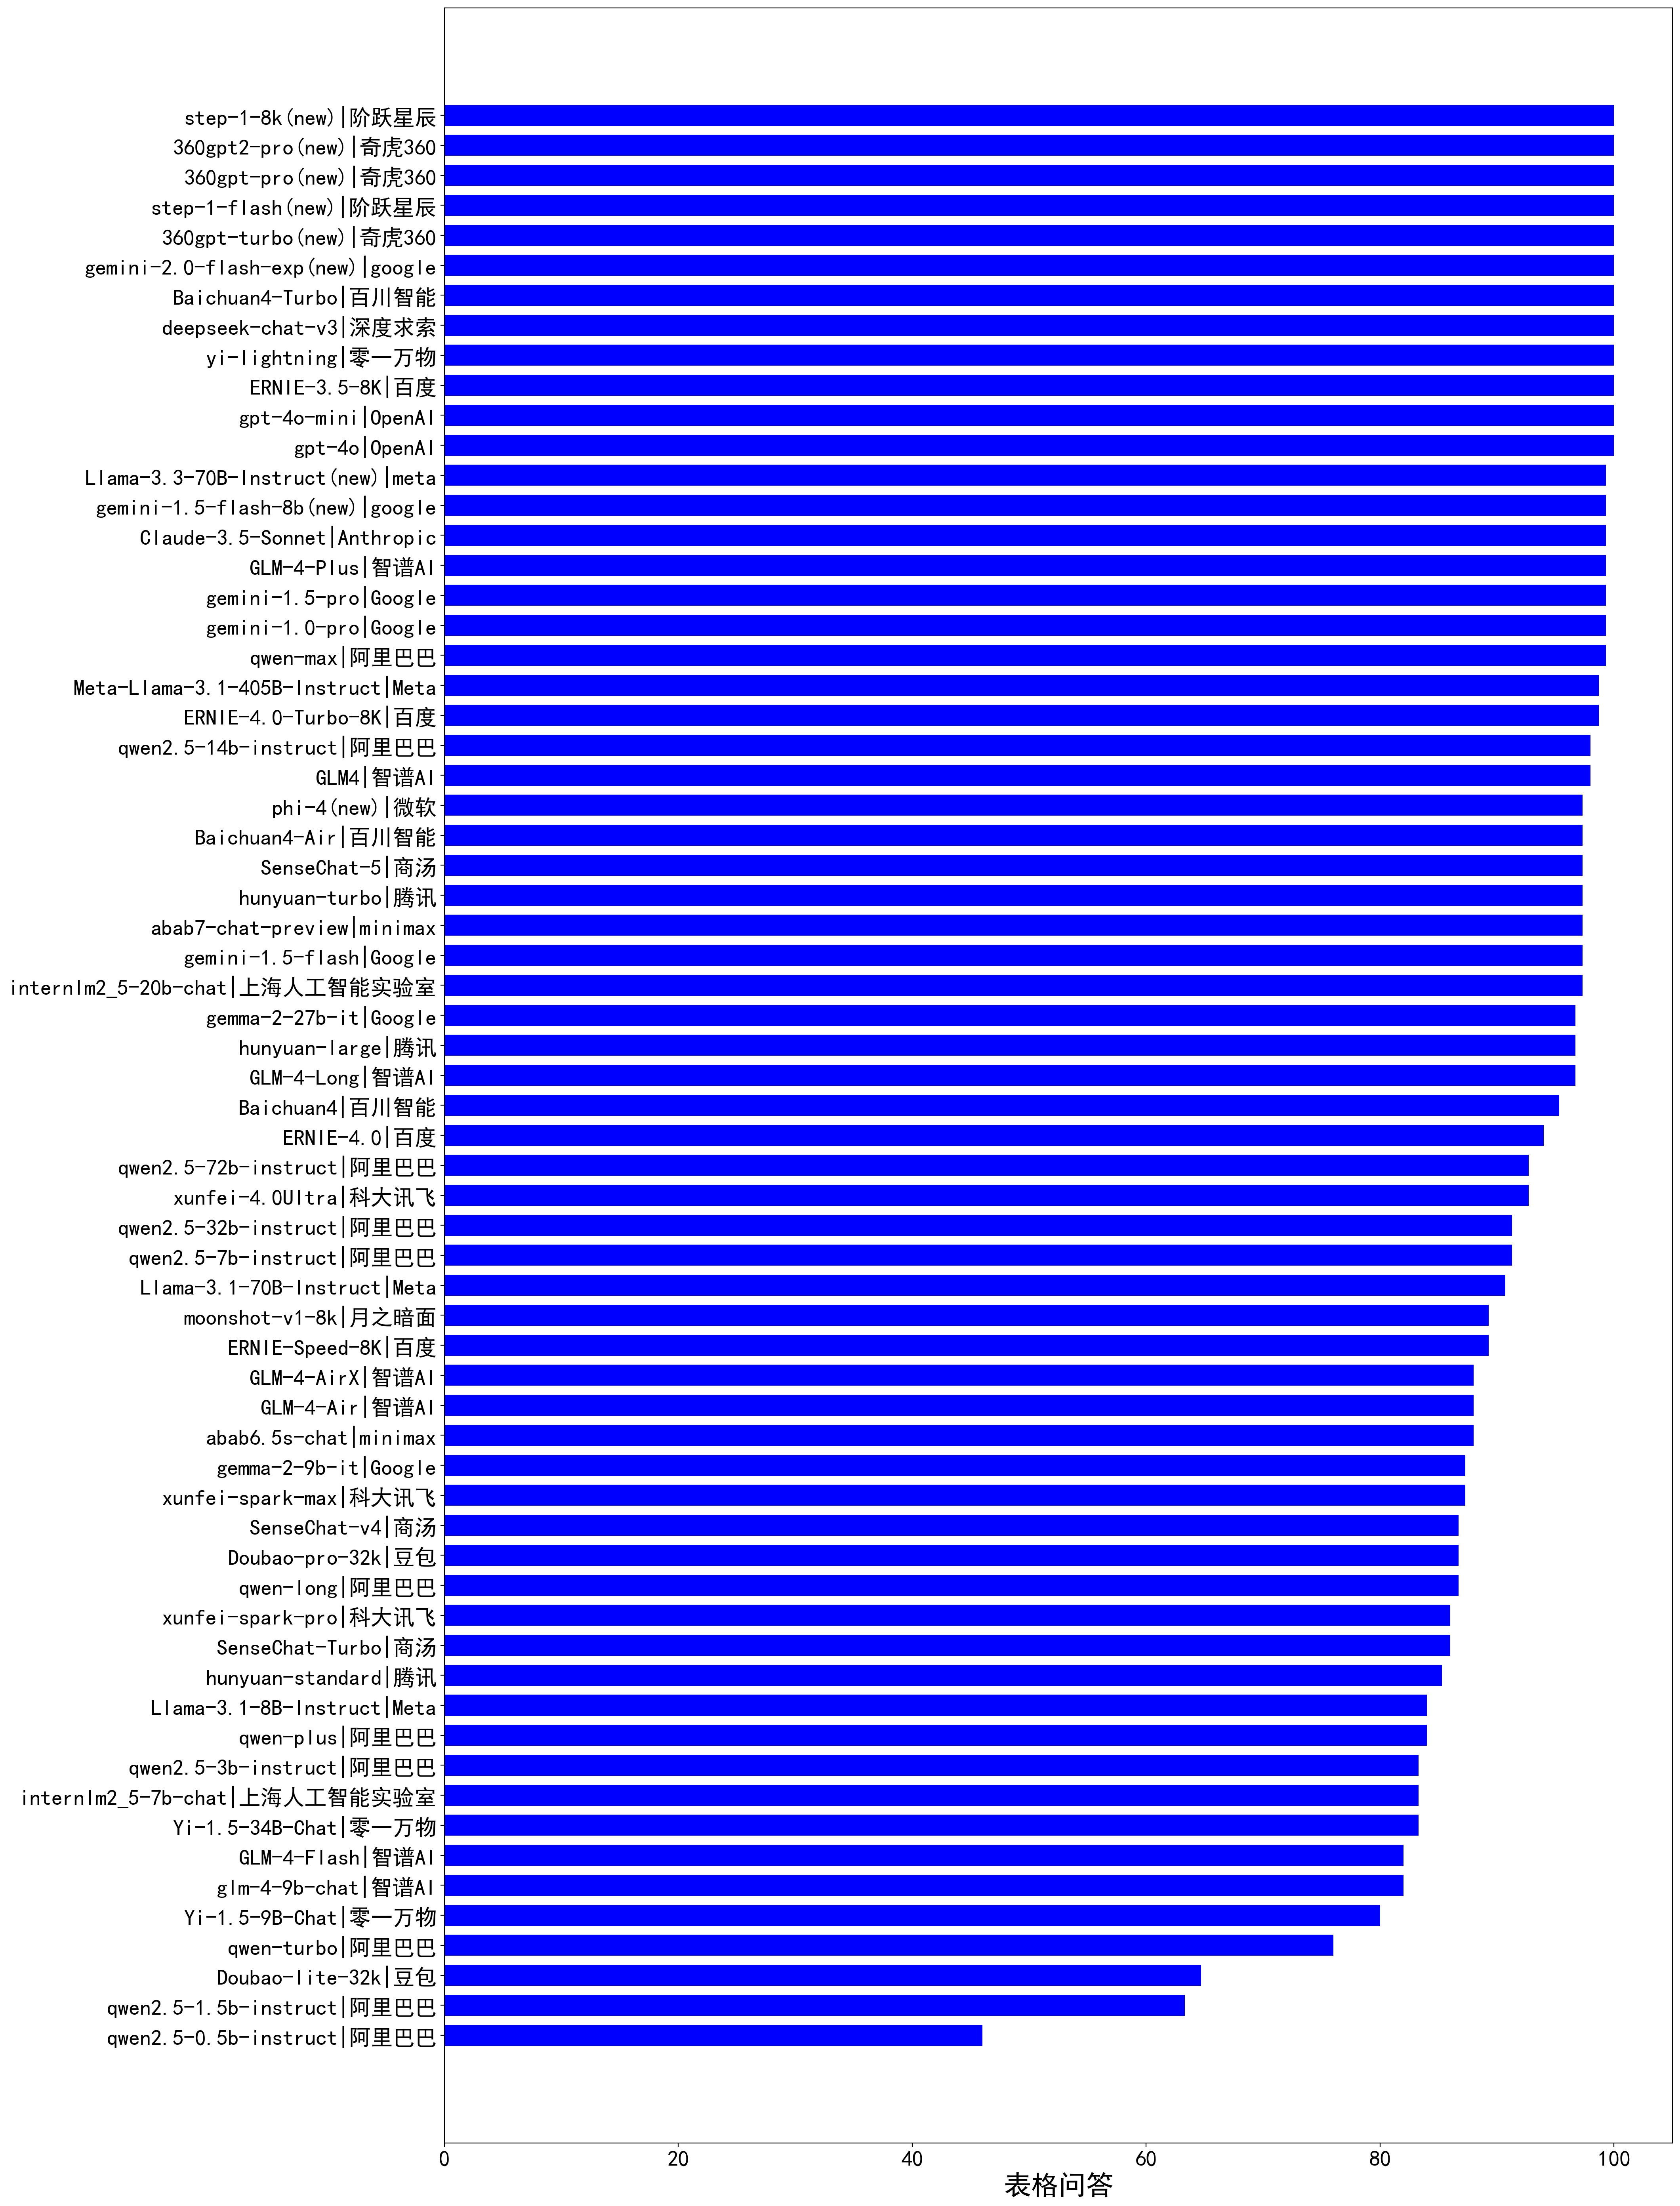 step-1-8k(new)|阶跃星辰
360gpt2-pro(new)|奇虎360
360gpt-pro(new)|奇虎360
step-1-flash(new)|阶跃星辰
360gpt-turbo(new)|奇虎360
gemini-2.0-flash-exp(new)|google
Baichuan4-Turbo|百川智能
deepseek-chat-v3|深度求索
yi-lightning|零一万物
ERNIE-3.5-8K|百度
gpt-4o-mini|OpenAI
gpt-4o|OpenAI
Llama-3.3-70B-Instruct(new)|meta
gemini-1.5-flash-8b(new)|google
Claude-3.5-Sonnet|Anthropic
GLM-4-Plus|智谱AI
gemini-1.5-pro|Google
gemini-1.0-pro|Google
qwen-max|阿里巴巴
Meta-Llama-3.1-405B-Instruct|Meta
ERNIE-4.0-Turbo-8K|百度
qwen2.5-14b-instruct|阿里巴巴
GLM4|智谱AI
phi-4(new)|微软
Baichuan4-Air|百川智能
SenseChat-5|商汤
hunyuan-turbo|腾讯
abab7-chat-preview|minimax
gemini-1.5-flash|Google
internlm2_5-20b-chat|上海人工智能实验室
gemma-2-27b-it|Google
hunyuan-large|腾讯
GLM-4-Long|智谱AI
Baichuan4|百川智能
ERNIE-4.0|百度
qwen2.5-72b-instruct|阿里巴巴
xunfei-4.0Ultra|科大讯飞
qwen2.5-32b-instruct|阿里巴巴
qwen2.5-7b-instruct|阿里巴巴
Llama-3.1-70B-Instruct|Meta
moonshot-v1-8k|月之暗面
ERNIE-Speed-8K|百度
GLM-4-AirX|智谱AI
GLM-4-Air|智谱AI
abab6.5s-chat|minimax
gemma-2-9b-it|Google
xunfei-spark-max|科大讯飞
SenseChat-v4|商汤
Doubao-pro-32k|豆包
qwen-long|阿里巴巴
xunfei-spark-pro|科大讯飞
SenseChat-Turbo|商汤
hunyuan-standard|腾讯
Llama-3.1-8B-Instruct|Meta
qwen-plus|阿里巴巴
qwen2.5-3b-instruct|阿里巴巴
internlm2_5-7b-chat|上海人工智能实验室
Yi-1.5-34B-Chat|零一万物
GLM-4-Flash|智谱AI
glm-4-9b-chat|智谱AI
Yi-1.5-9B-Chat|零一万物
qwen-turbo|阿里巴巴
Doubao-lite-32k|豆包
qwen2.5-1.5b-instruct|阿里巴巴
qwen2.5-0.5b-instruct|阿里巴巴
0 20 40 60 80 100
表格问答